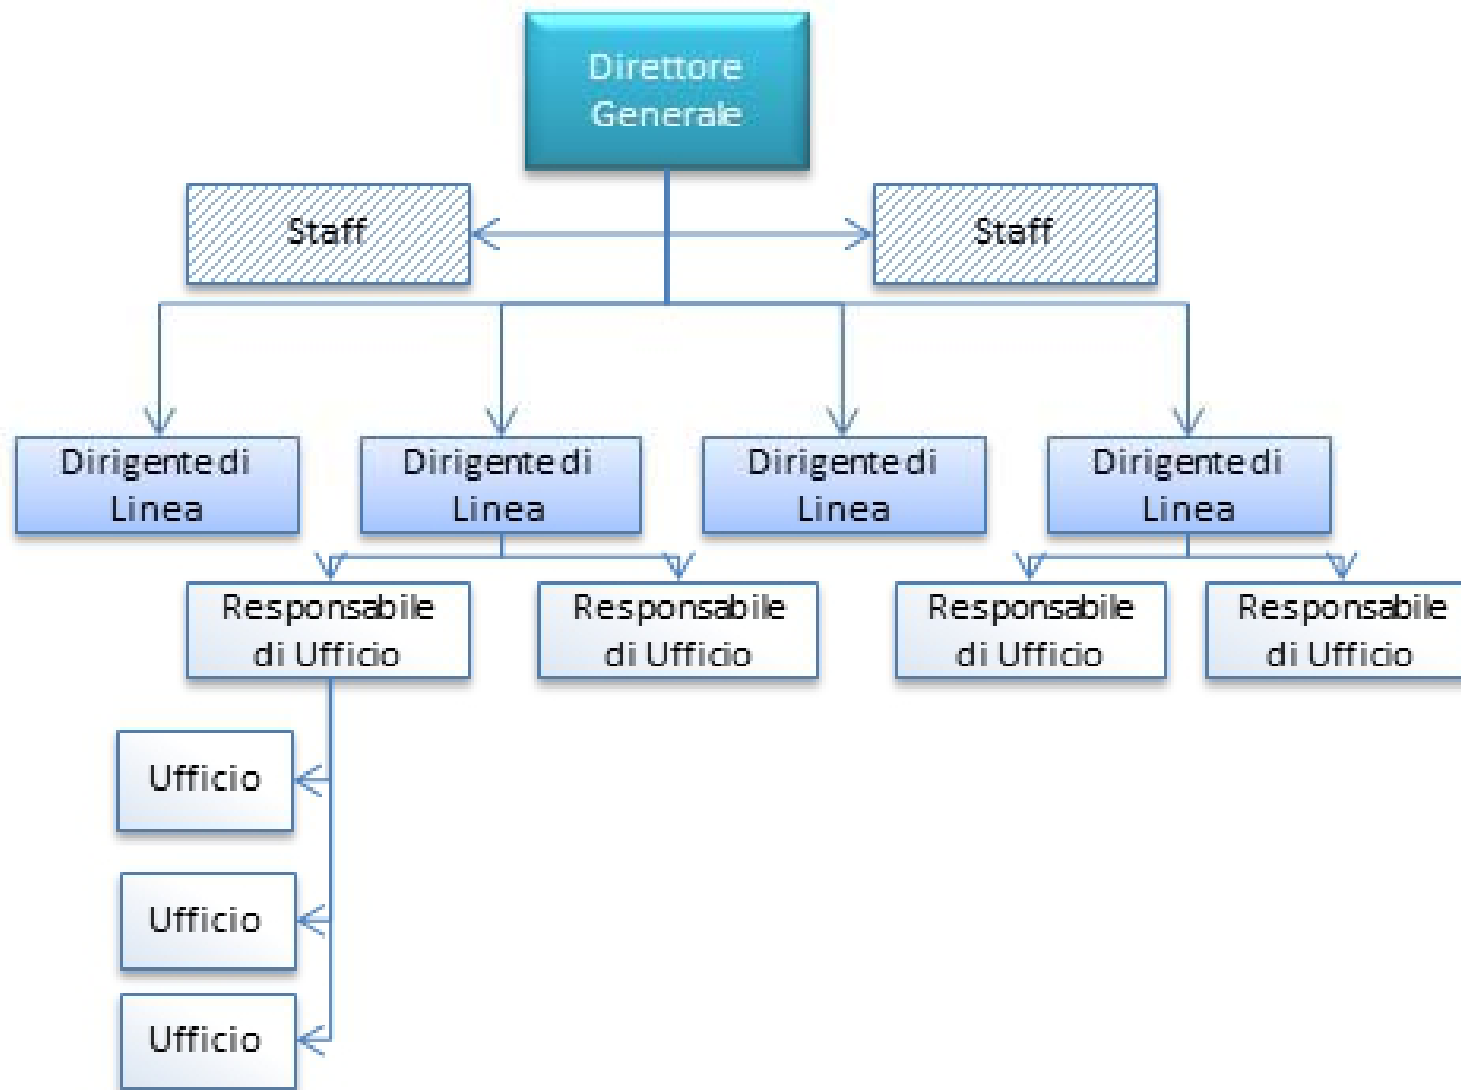 Direttore
Generale
Staff
Staff
Dirigente di
Linea
Dirigente di
Linea
Dirigente di
Linea
Dirigente di
Linea
Responsabile
di Ufficio
Responsabile
di Ufficio
Responsabile
di Ufficio
Responsabile
di Ufficio
Ufficio
Ufficio
Ufficio